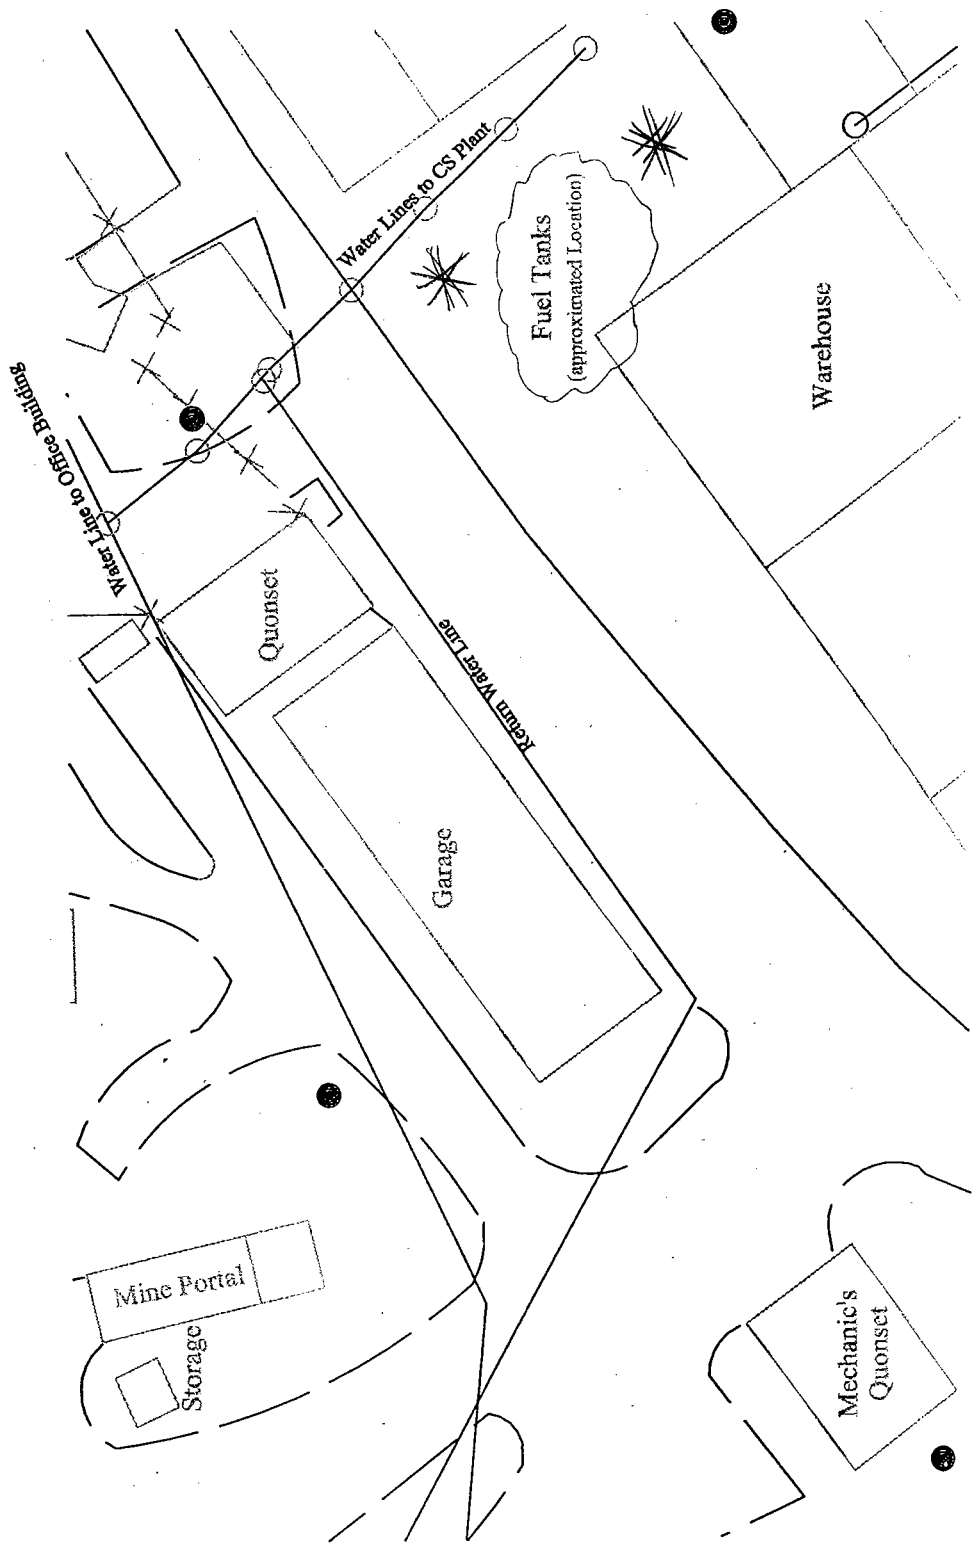 Water Line to Office Building
Water Lines to CS Plant
Fuel Tanks
(approximated Location)
Warehouse
Quonset
Return Water Line
Garage
Mine Portal
Storage
Mechanic's
Quonset